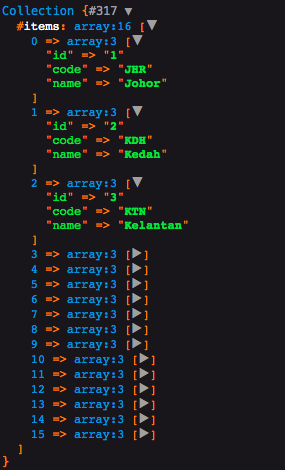 Collection {#317 ▼
#items: array:16 [▼
0 => array:3 [▼
"id" => "1"
"code" => "JHR"
"name" => "Johor"
]
1 => array:3 [▼
"id" => "2"
"code" => "KDH"
"name" => "Kedah"
]
2 => array:3 [▼
"id" => "3"
"code" => "KTN"
"name" => "Kelantan"
]
3 => array:3 [▶]
4 => array:3 [▶]
5 => array:3 [▶]
6 => array:3 [▶]
7 => array:3 [▶]
8 => array:3 [▶]
9 => array:3 [▶]
10 => array:3 [▶]
11 => array:3 [▶]
12 => array:3 [▶]
13 => array:3 [▶]
14 => array:3 [▶]
15 => array:3 [▶]
]
}